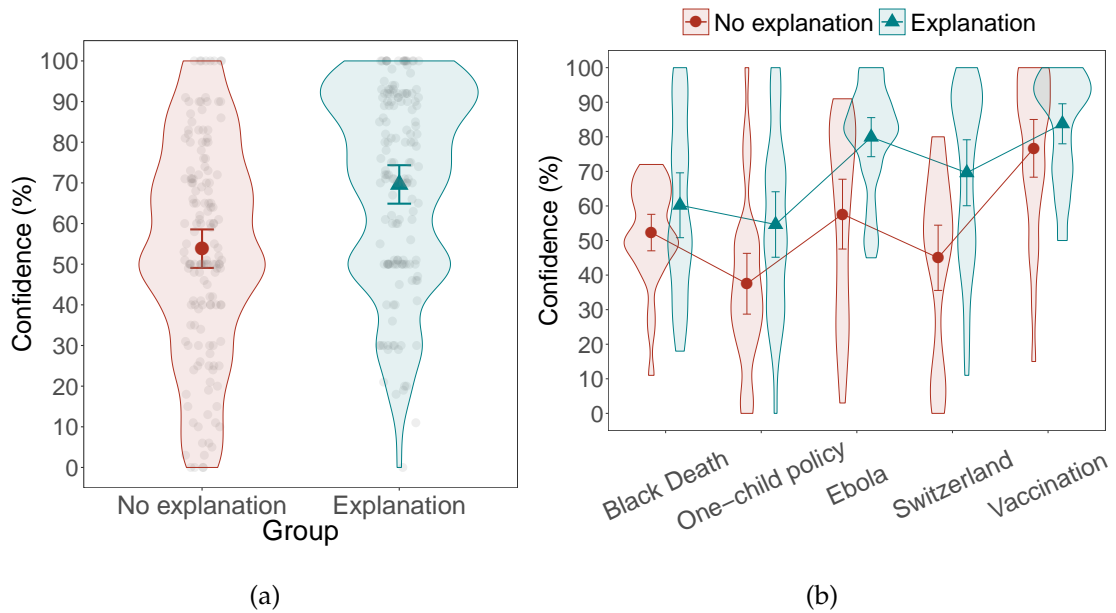 No explanation Explanation
100
90
80
70
60
50
40
30
20
10
0
Confidence (%)
No explanation Explanation
Group
(a)
100
90
80
70
60
50
40
30
20
10
0
Confidence (%)
Black Death
One–child policy
Ebola
Switzerland
Vaccination
(b)